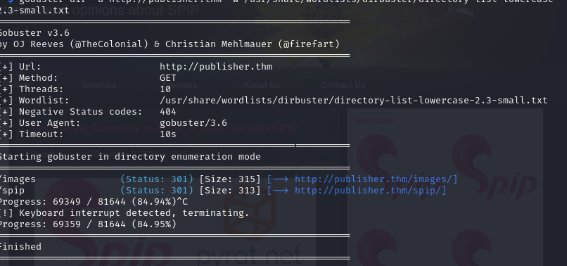 gobuster dir -u http://publisher.thm -w /usr/share/wordlists/dirbuster/directory-list-lowercase
2.3-small.txt
Gobuster v3.6
by OJ Reeves (@TheColonial) & Christian Mehlmauer (@firefart)
[+] Url: http://publisher.thm
[+] Method: GET
[+] Threads: 10
[+] Wordlist: /usr/share/wordlists/dirbuster/directory-list-lowercase-2.3-small.txt
[+] Negative Status codes: 404
[+] User Agent: gobuster/3.6
[+] Timeout: 10s
Starting gobuster in directory enumeration mode
/images (Status: 301) [Size: 315] [--> http://publisher.thm/images/]
/spip (Status: 301) [Size: 313] [--> http://publisher.thm/spip/]
Progress: 69349 / 81644 (84.94%)^C
[!] Keyboard interrupt detected, terminating.
Progress: 69359 / 81644 (84.95%)
Finished